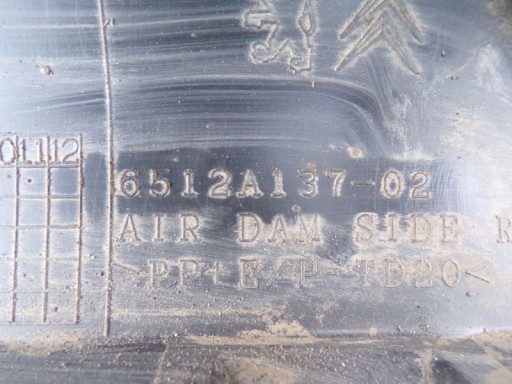 01112
6512A137-02
AIR DAM SIDE R
>PP+E/P-TD20<